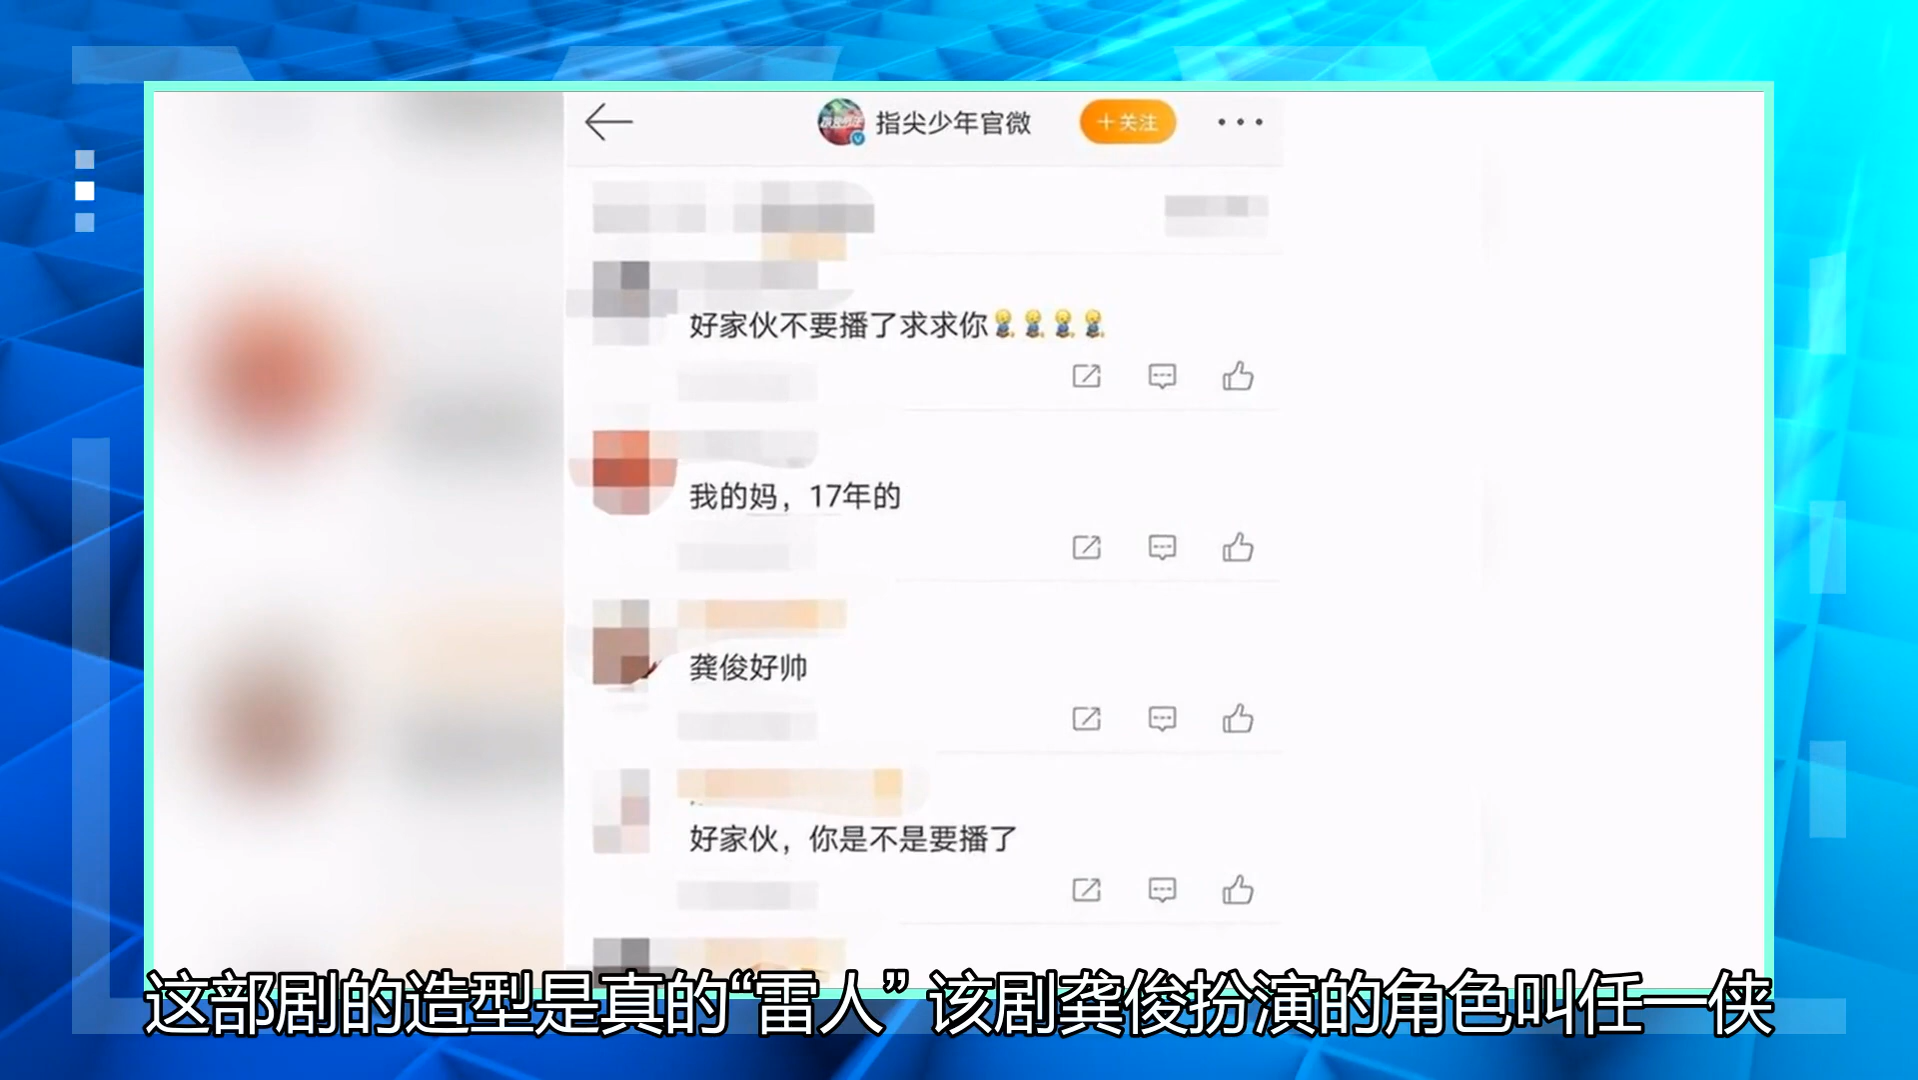 指尖少年官微
+关注
好家伙不要播了求求你
我的妈，17年的
龚俊好帅
好家伙，你是不是要播了
这部剧的造型是真的“雷人” 该剧龚俊扮演的角色叫任一侠